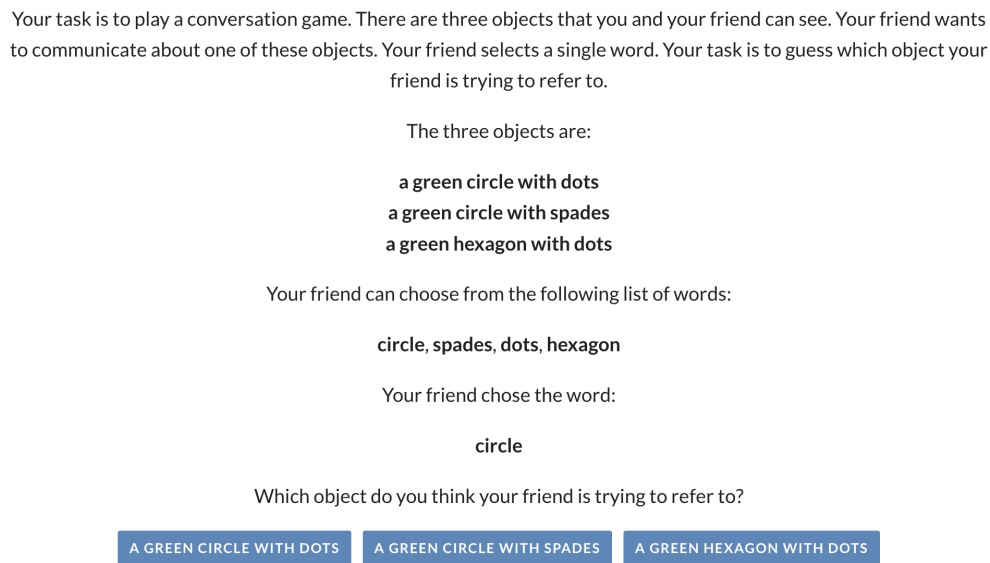 Your task is to play a conversation game. There are three objects that you and your friend can see. Your friend wants
to communicate about one of these objects. Your friend selects a single word. Your task is to guess which object your
friend is trying to refer to.
The three objects are:
a green circle with dots
a green circle with spades
a green hexagon with dots
Your friend can choose from the following list of words:
circle, spades, dots, hexagon
Your friend chose the word:
circle
Which object do you think your friend is trying to refer to?
A GREEN CIRCLE WITH DOTS
A GREEN CIRCLE WITH SPADES
A GREEN HEXAGON WITH DOTS